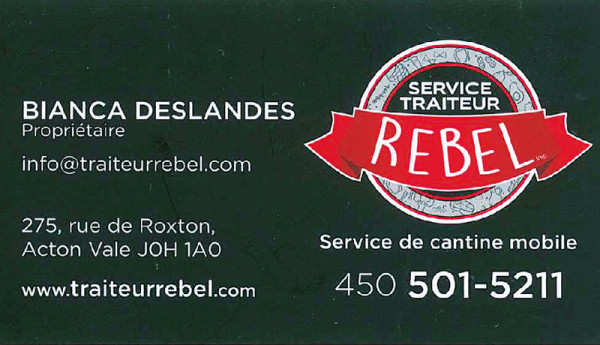 BIANCA DESLANDES
Propriétaire
info@traiteurrebel.com
275, rue de Roxton,
Acton Vale J0H 1A0
www.traiteurrebel.com
SERVICE
TRAITEUR
REBEL inc.
Service de cantine mobile
450 501-5211